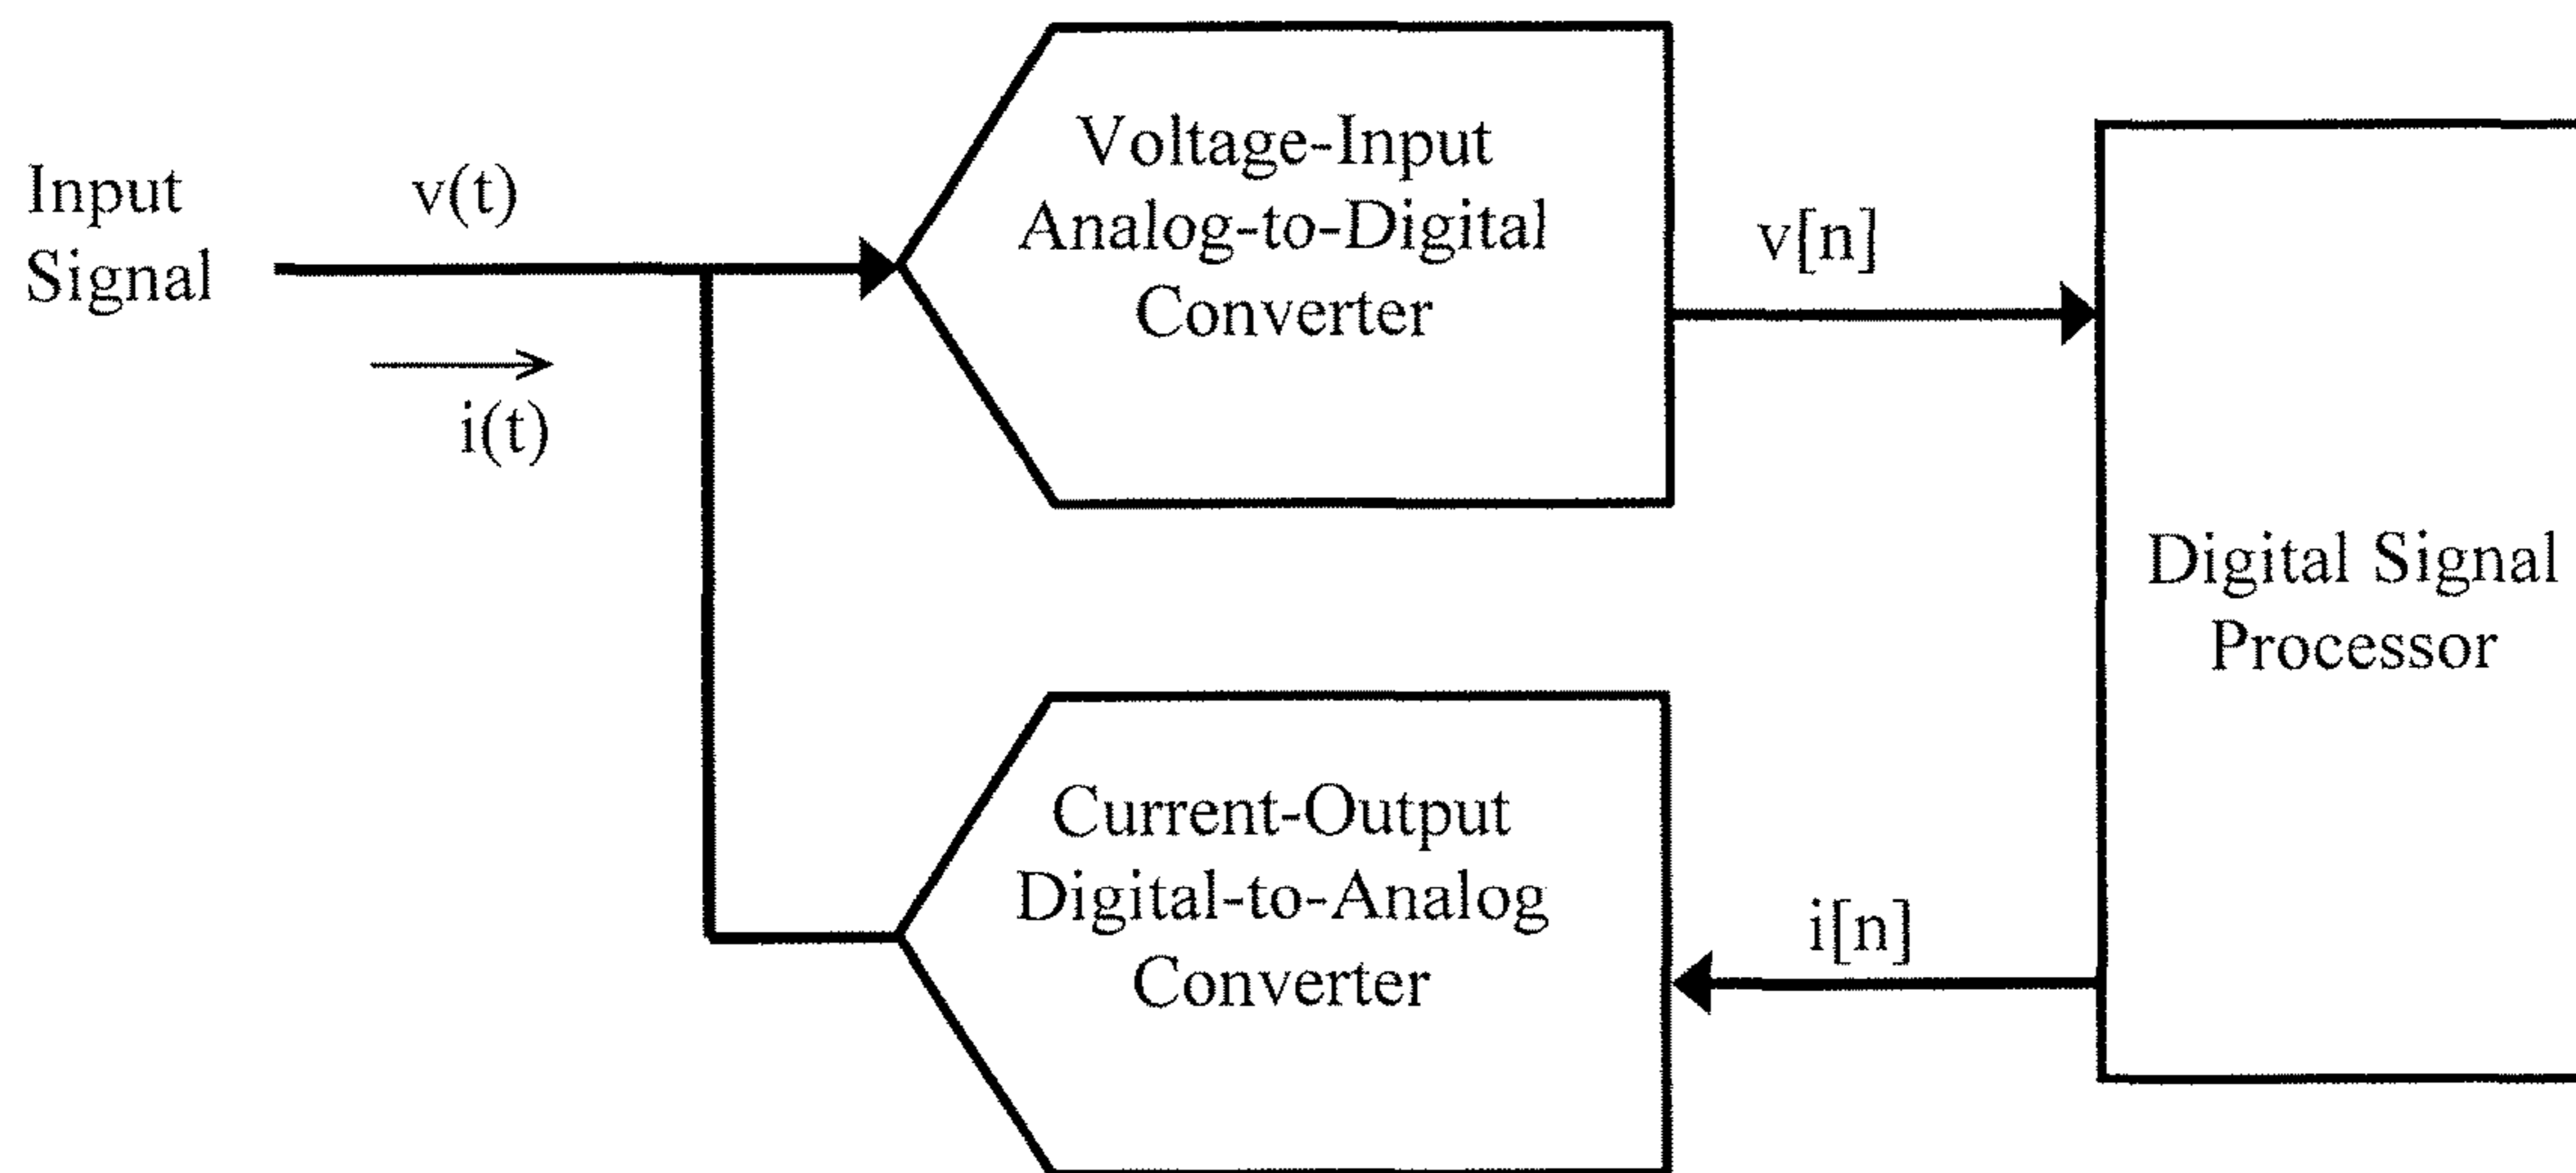 Input
Signal
v(t)
i(t)
Voltage-Input
Analog-to-Digital
Converter
v[n]
Digital Signal
Processor
Current-Output
Digital-to-Analog
Converter
i[n]